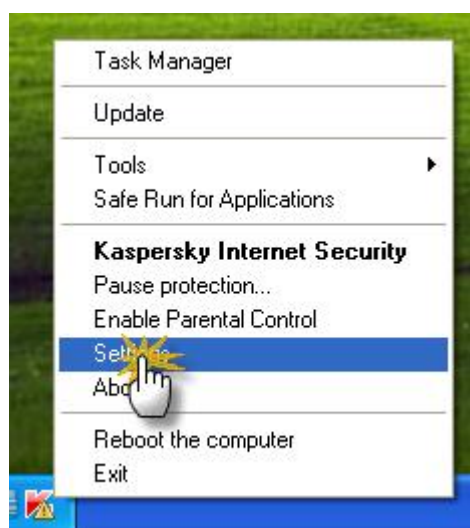 Task Manager
Update
Tools
Safe Run for Applications
Kaspersky Internet Security
Pause protection...
Enable Parental Control
Settings
Reboot the computer
Exit